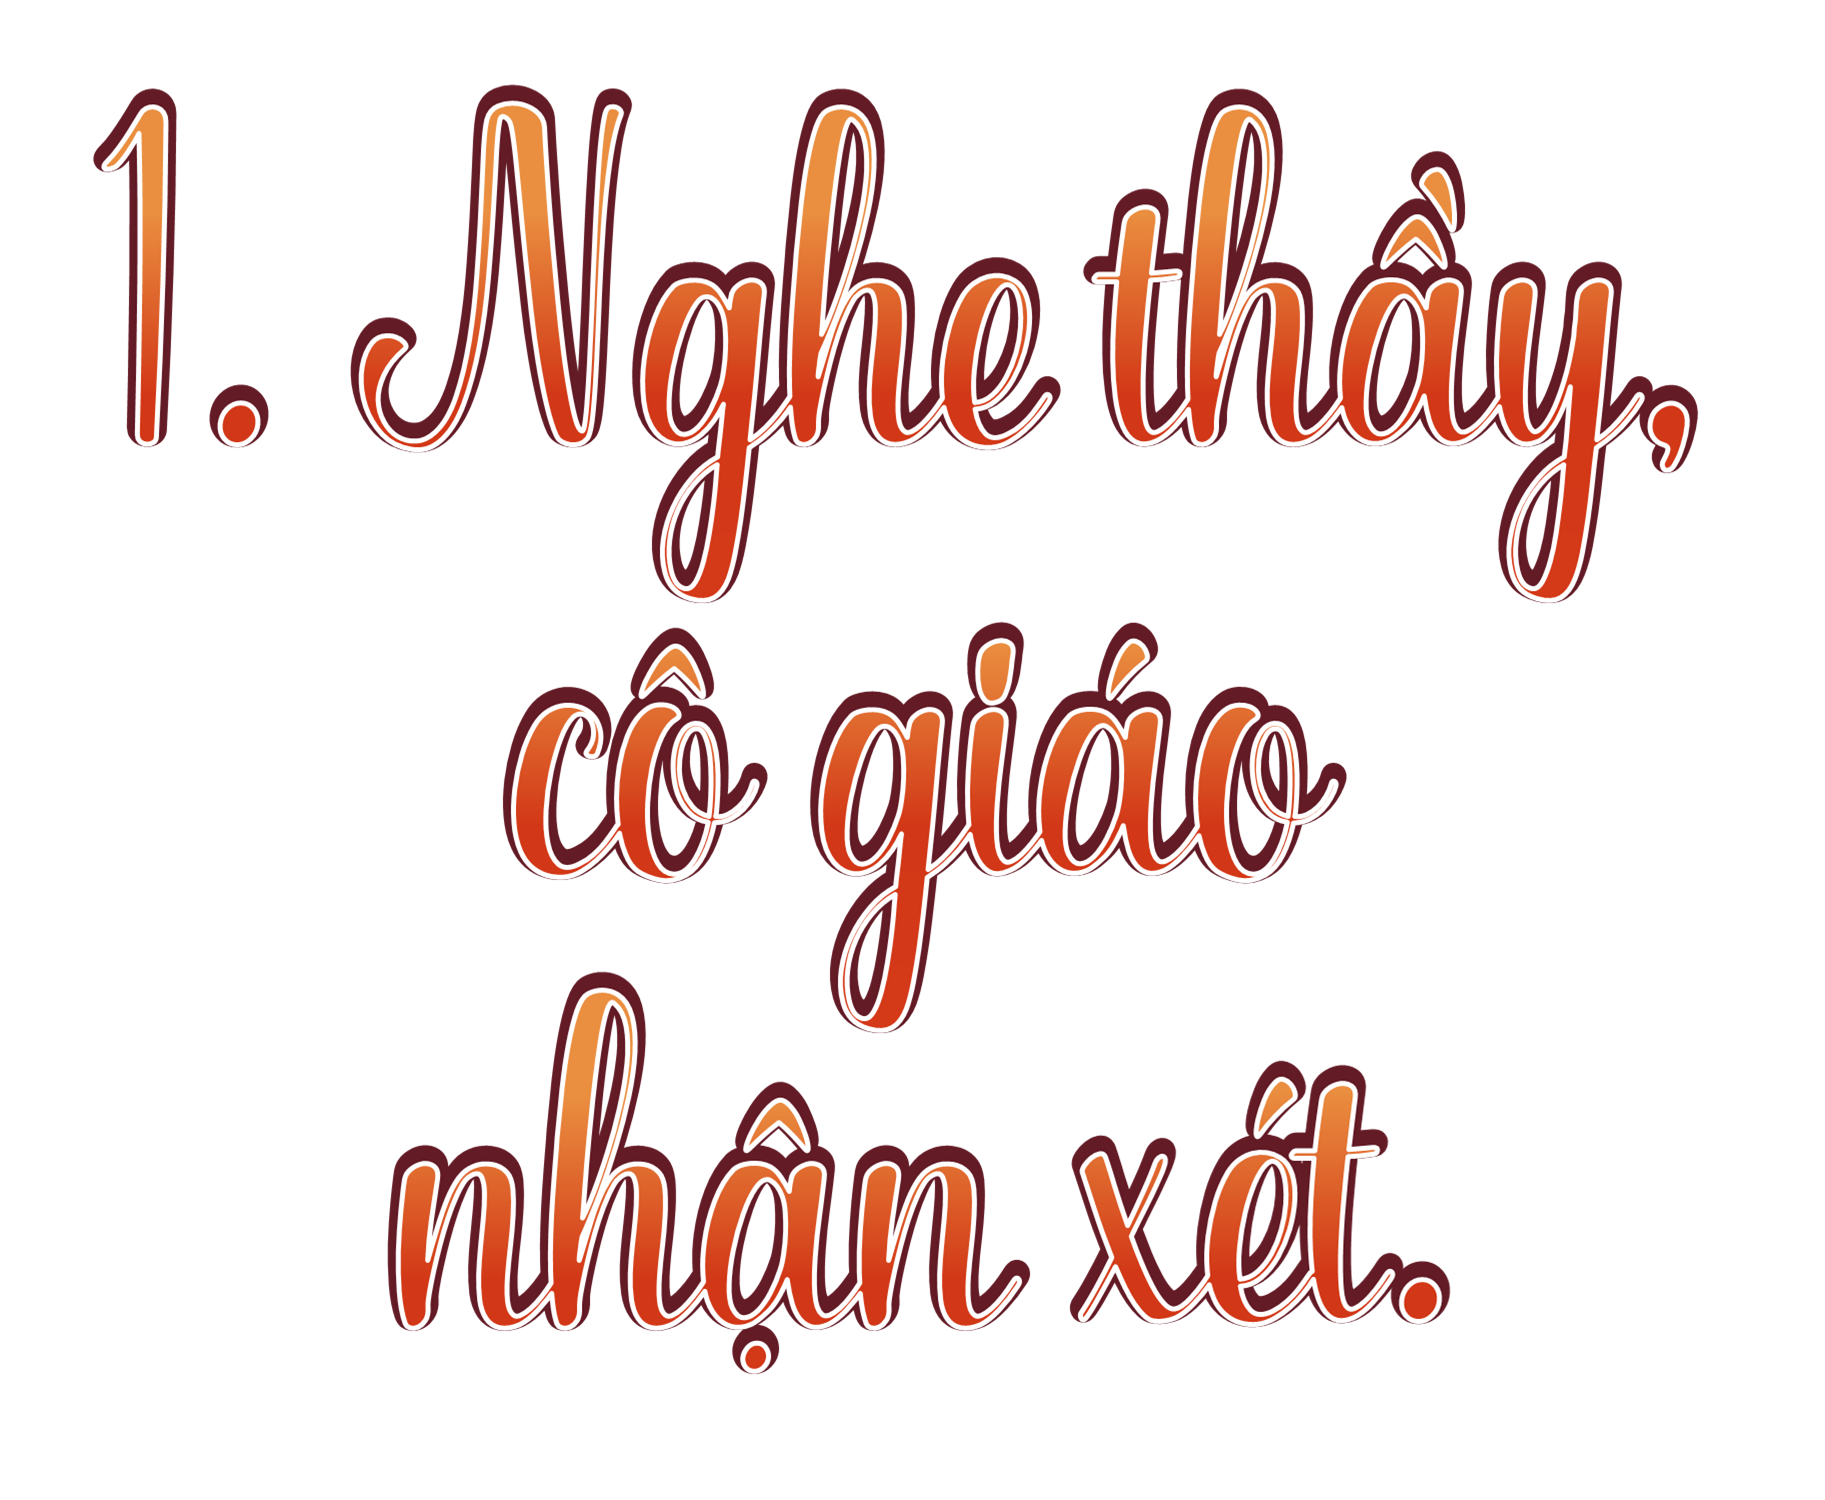 1. Nghe thầy,
cô giáo
nhận xét.